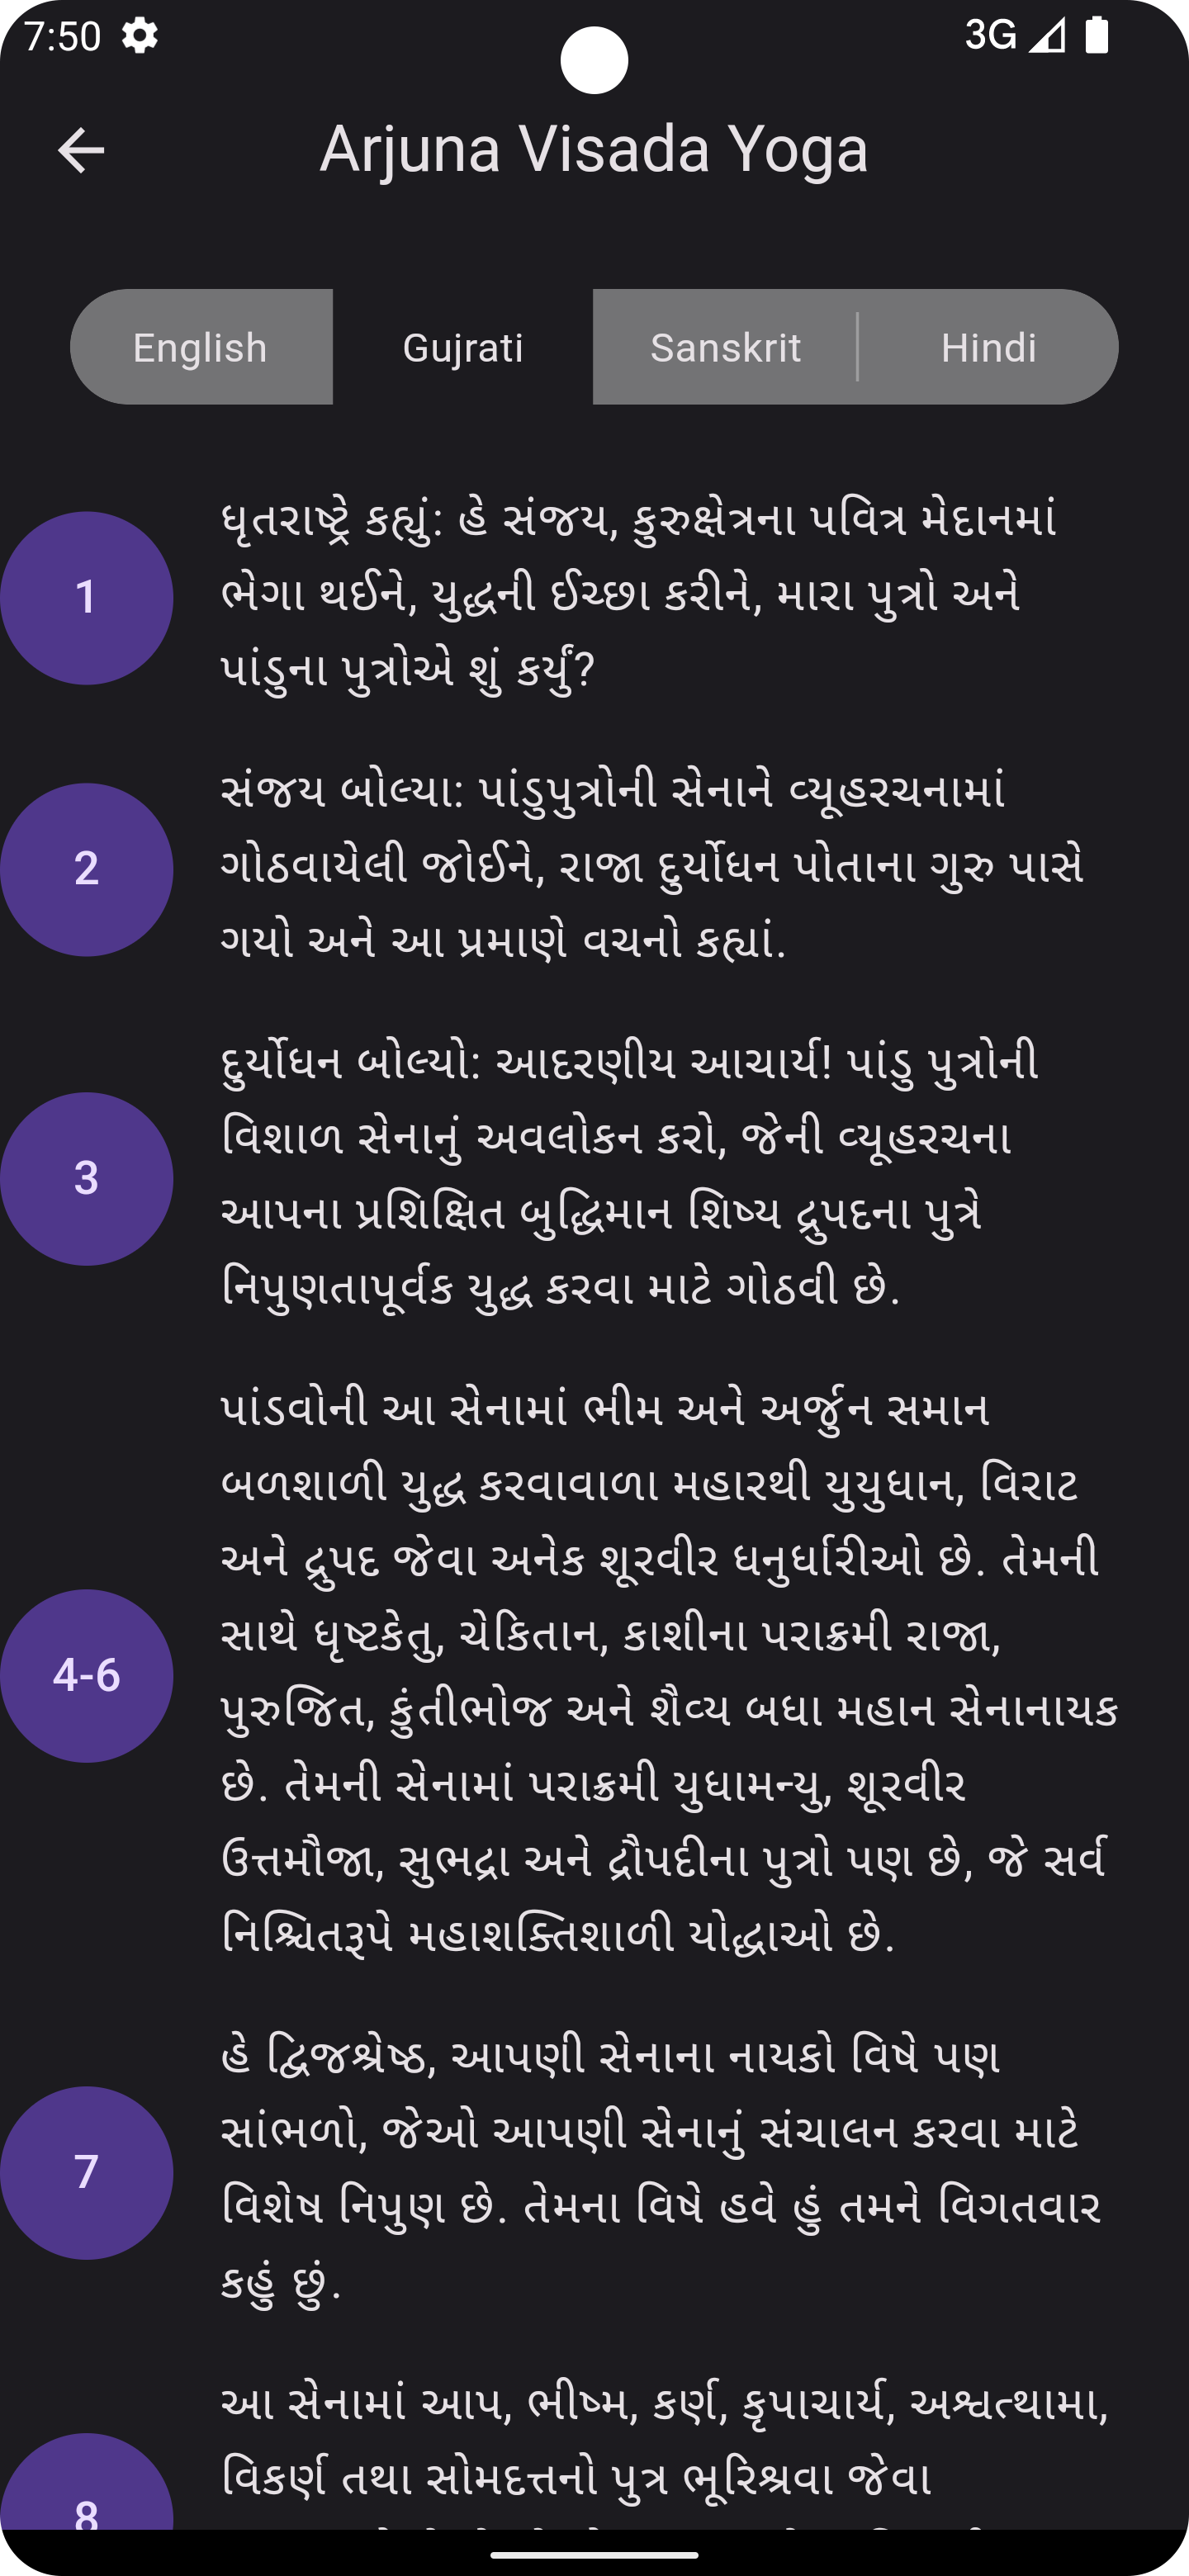 7:50 3G
Arjuna Visada Yoga
English Gujrati Sanskrit Hindi
1
ધૃતરાષ્ટ્રે કહ્યું: હે સંજય, કુરુક્ષેત્રના પવિત્ર મેદાનમાં
ભેગા થઈને, યુદ્ધની ઈચ્છા કરીને, મારા પુત્રો અને
પાંડુના પુત્રોએ શું કર્યું?
2
સંજય બોલ્યા: પાંડુપુત્રોની સેનાને વ્યૂહરચનામાં
ગોઠવાયેલી જોઈને, રાજા દુર્યોધન પોતાના ગુરુ પાસે
ગયો અને આ પ્રમાણે વચનો કહ્યાં.
3
દુર્યોધન બોલ્યો: આદરણીય આચાર્ય! પાંડુ પુત્રોની
વિશાળ સેનાનું અવલોકન કરો, જેની વ્યૂહરચના
આપના પ્રશિક્ષિત બુદ્ધિમાન શિષ્ય દ્રુપદના પુત્રે
નિપુણતાપૂર્વક યુદ્ધ કરવા માટે ગોઠવી છે.
4-6
પાંડવોની આ સેનામાં ભીમ અને અર્જુન સમાન
બળશાળી યુદ્ધ કરવાવાળા મહારથી યુયુધાન, વિરાટ
અને દ્રુપદ જેવા અનેક શૂરવીર ધનુર્ધારીઓ છે. તેમની
સાથે ધૃષ્ટકેતુ, ચેકિતાન, કાશીના પરાક્રમી રાજા,
પુરુજિત, કુંતીભોજ અને શૈવ્ય બધા મહાન સેનાનાયક
છે. તેમની સેનામાં પરાક્રમી યુધામન્યુ, શૂરવીર
ઉત્તમૌજા, સુભદ્રા અને દ્રૌપદીના પુત્રો પણ છે, જે સર્વ
નિશ્ચિતરૂપે મહાશક્તિશાળી યોદ્ધાઓ છે.
7
હે દ્વિજશ્રેષ્ઠ, આપણી સેનાના નાયકો વિષે પણ
સાંભળો, જેઓ આપણી સેનાનું સંચાલન કરવા માટે
વિશેષ નિપુણ છે. તેમના વિષે હવે હું તમને વિગતવાર
કહું છું.
8
આ સેનામાં આપ, ભીષ્મ, કર્ણ, કૃપાચાર્ય, અશ્વત્થામા,
વિકર્ણ તથા સોમદત્તનો પુત્ર ભૂરિશ્રવા જેવા